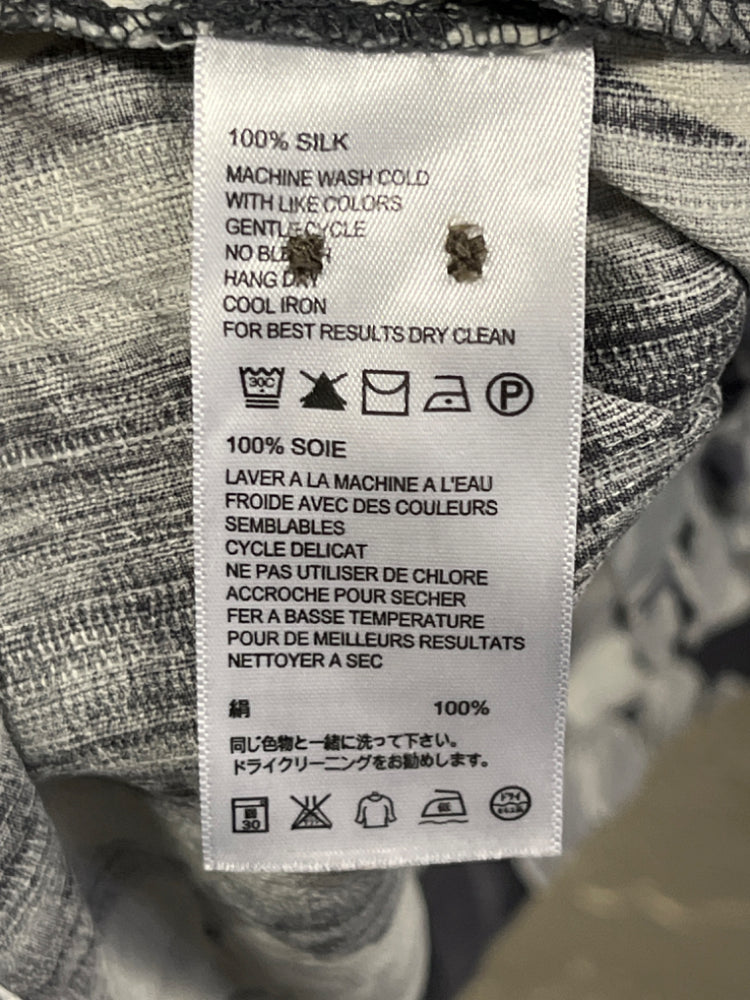 100% SILK
MACHINE WASH COLD
WITH LIKE COLORS
GENTLE CYCLE
NO BLEACH
HANG DRY
COOL IRON
FOR BEST RESULTS DRY CLEAN
30C P
100% SOIE
LAVER A LA MACHINE A L'EAU
FROIDE AVEC DES COULEURS
SEMBLABLES
CYCLE DELICAT
NE PAS UTILISER DE CHLORE
ACCROCHE POUR SECHER
FER A BASSE TEMPERATURE
POUR DE MEILLEURS RESULTATS
NETTOYER A SEC
絹 100%
同じ色物と一緒に洗って下さい。
ドライクリーニングをお勧めします。
30